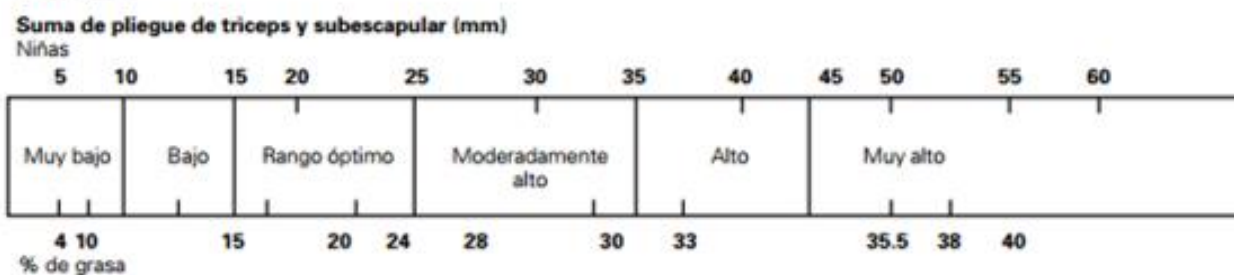 Suma de pliegue de triceps y subescapular (mm)
Niñas
5 10 15 20 25 30 35 40 45 50 55 60
Muy bajo Bajo Rango óptimo Moderadamente alto Alto Muy alto
4 10 15 20 24 28 30 33 35.5 38 40
% de grasa